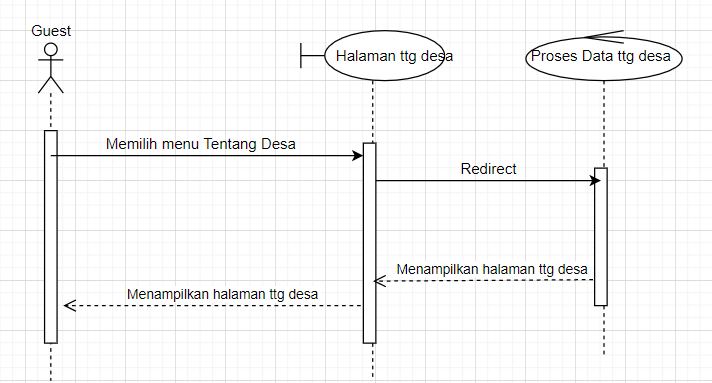 Guest
Halaman ttg desa
Proses Data ttg desa
Memilih menu Tentang Desa
Redirect
Menampilkan halaman ttg desa
Menampilkan halaman ttg desa